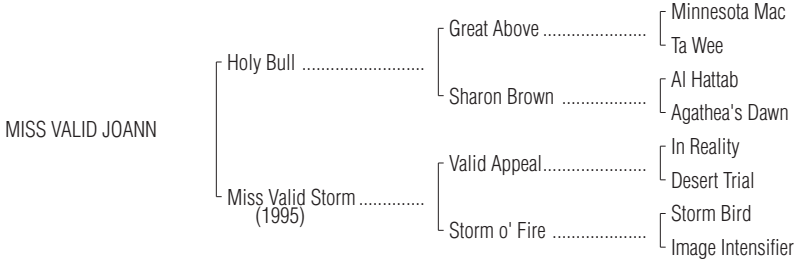 Minnesota Mac
Great Above ......................
Ta Wee
Holy Bull ..........................
Al Hattab
Sharon Brown ..................
Agathea's Dawn
MISS VALID JOANN
In Reality
Valid Appeal......................
Desert Trial
Miss Valid Storm ..............
(1995)
Storm Bird
Storm o' Fire ....................
Image Intensifier